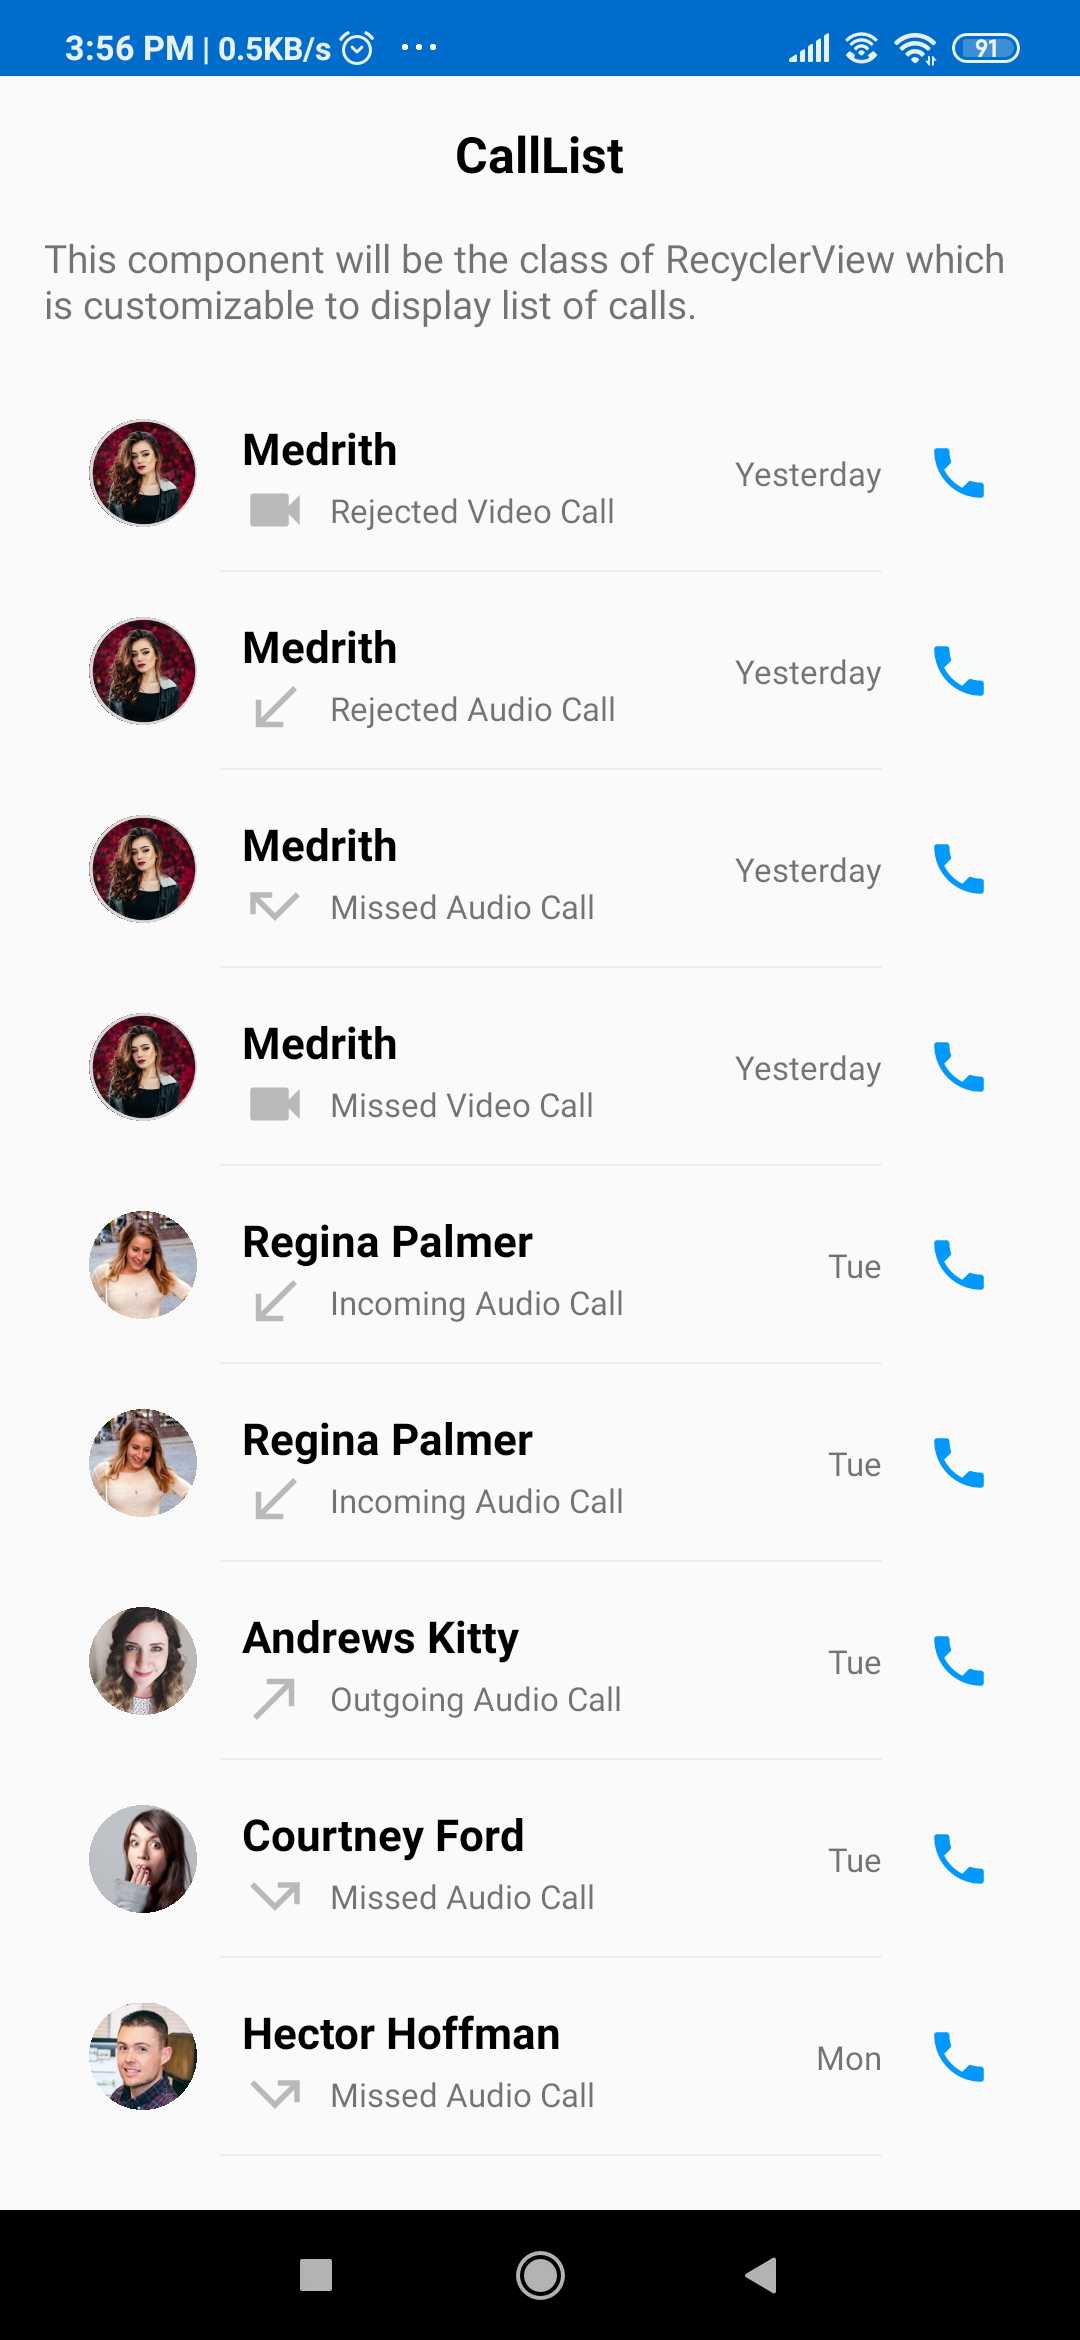 3:56 PM | 0.5KB/s ... 91
CallList
This component will be the class of RecyclerView which
is customizable to display list of calls.
Medrith
Yesterday
Rejected Video Call
Medrith
Yesterday
Rejected Audio Call
Medrith
Yesterday
Missed Audio Call
Medrith
Yesterday
Missed Video Call
Regina Palmer
Tue
Incoming Audio Call
Regina Palmer
Tue
Incoming Audio Call
Andrews Kitty
Tue
Outgoing Audio Call
Courtney Ford
Tue
Missed Audio Call
Hector Hoffman
Mon
Missed Audio Call